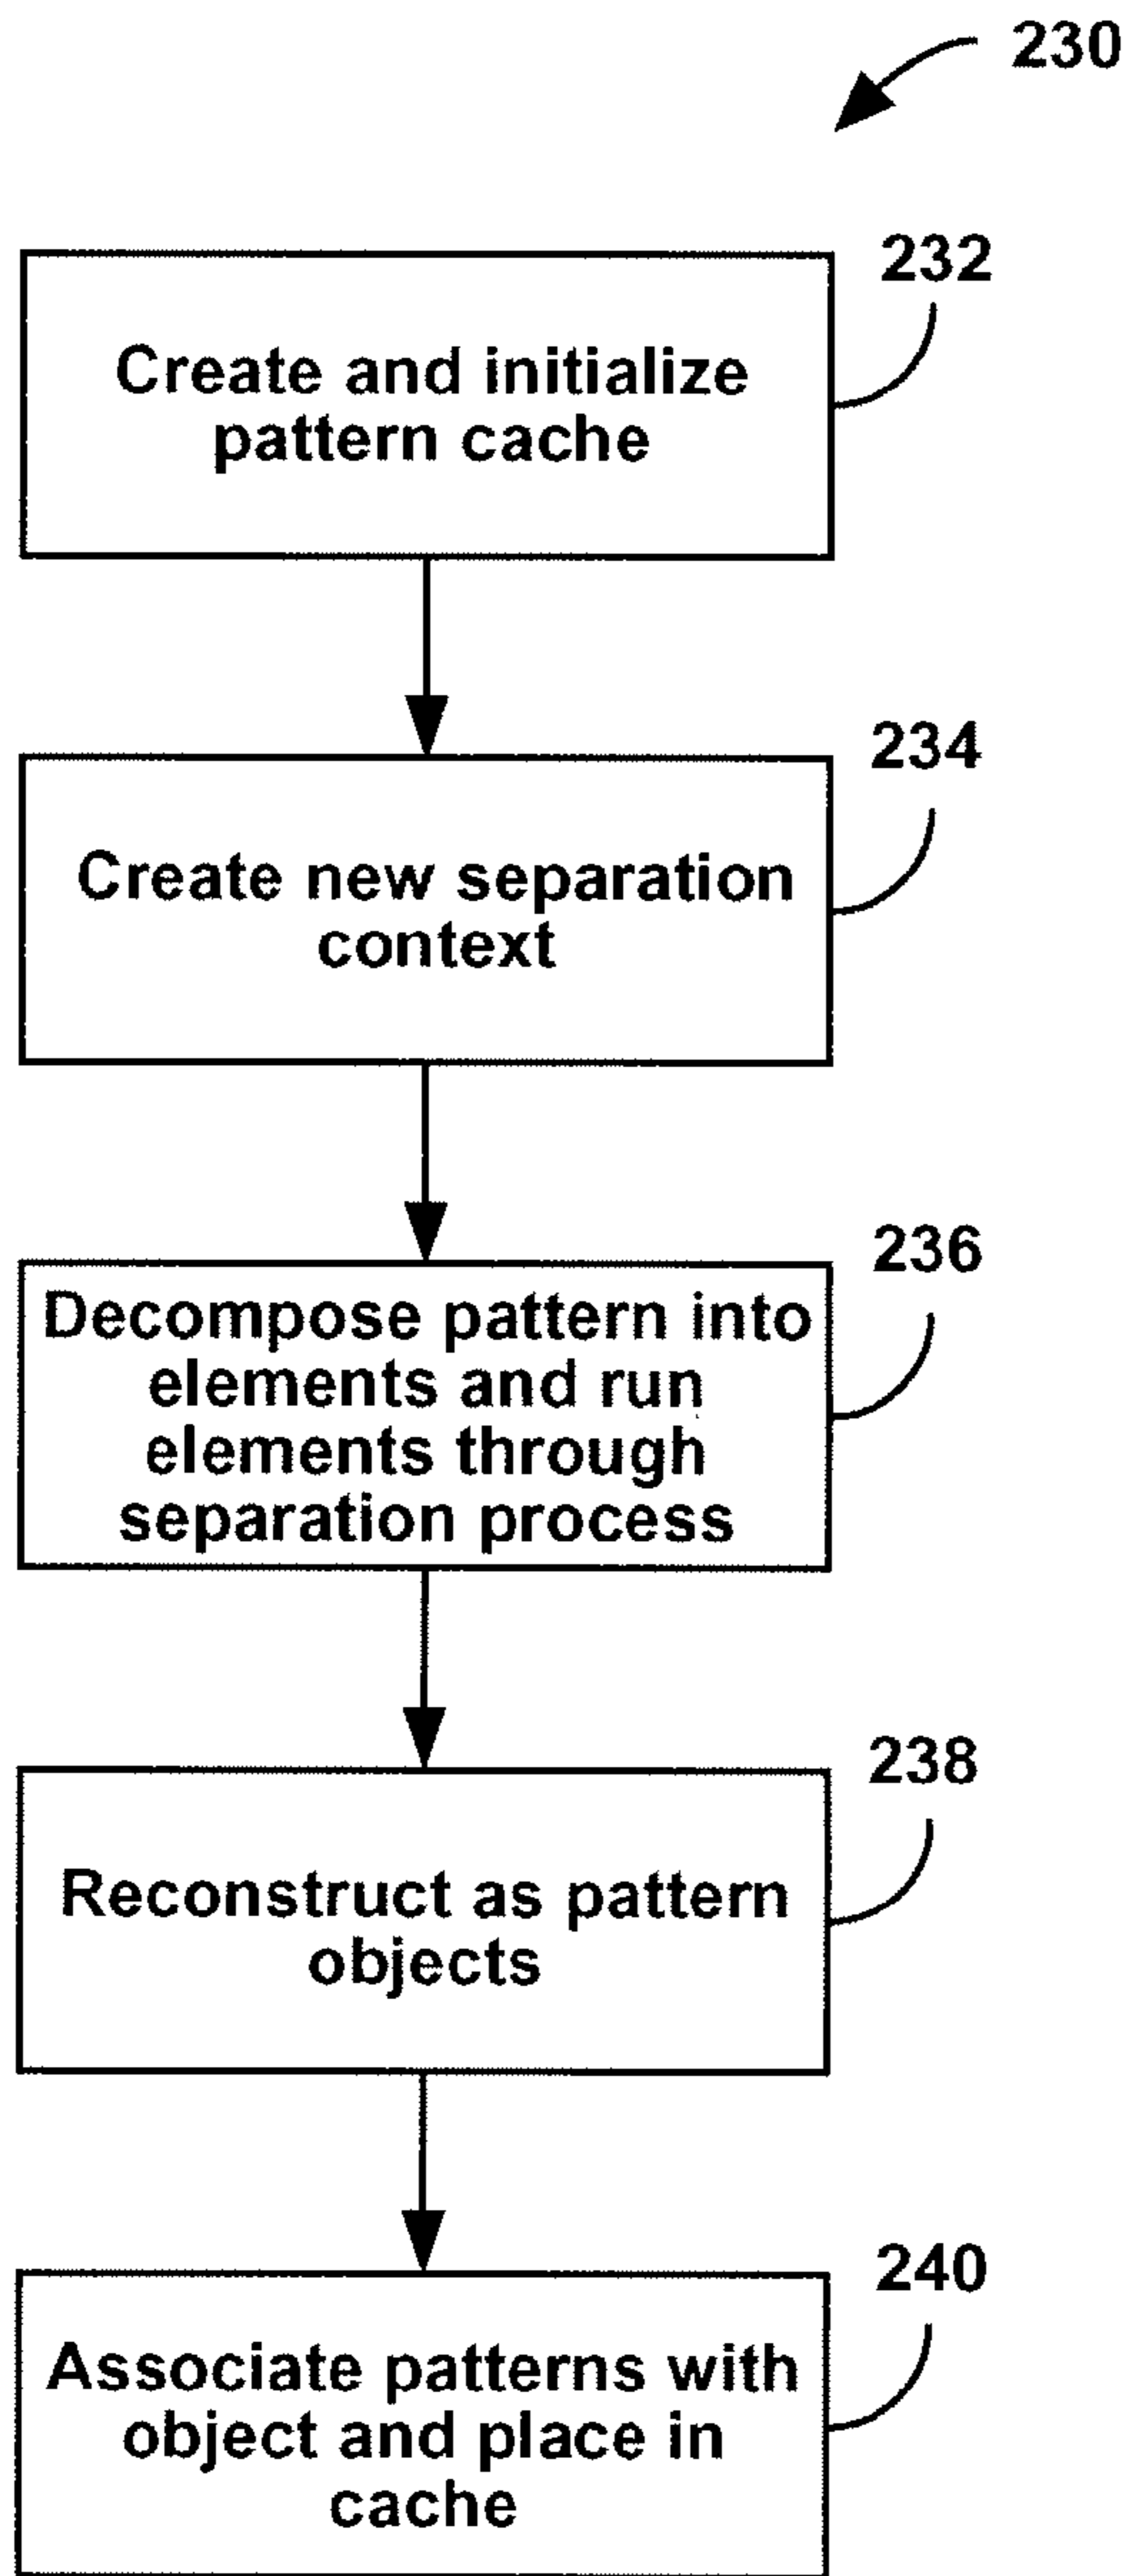 230
232
Create and initialize
pattern cache
234
Create new separation
context
236
Decompose pattern into
elements and run
elements through
separation process
238
Reconstruct as pattern
objects
240
Associate patterns with
object and place in
cache